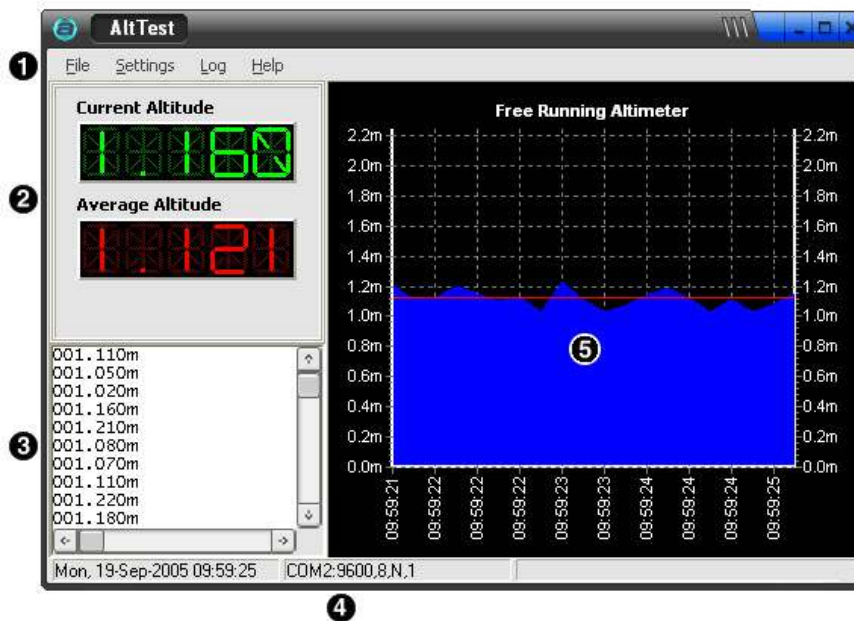 AltTest
❶
File Settings Log Help
❷
Current Altitude
1.160
Average Altitude
1.121
❸
001.110m
001.050m
001.020m
001.160m
001.210m
001.080m
001.070m
001.110m
001.220m
001.180m
Free Running Altimeter
2.2m 2.2m
2.0m 2.0m
1.8m 1.8m
1.6m 1.6m
1.4m 1.4m
1.2m 1.2m
1.0m 1.0m
0.8m 0.8m
0.6m 0.6m
0.4m 0.4m
0.2m 0.2m
0.0m 0.0m
❺
09:59:21
09:59:22
09:59:22
09:59:22
09:59:23
09:59:23
09:59:24
09:59:24
09:59:24
09:59:25
Mon, 19-Sep-2005 09:59:25 COM2:9600,8,N,1
❹